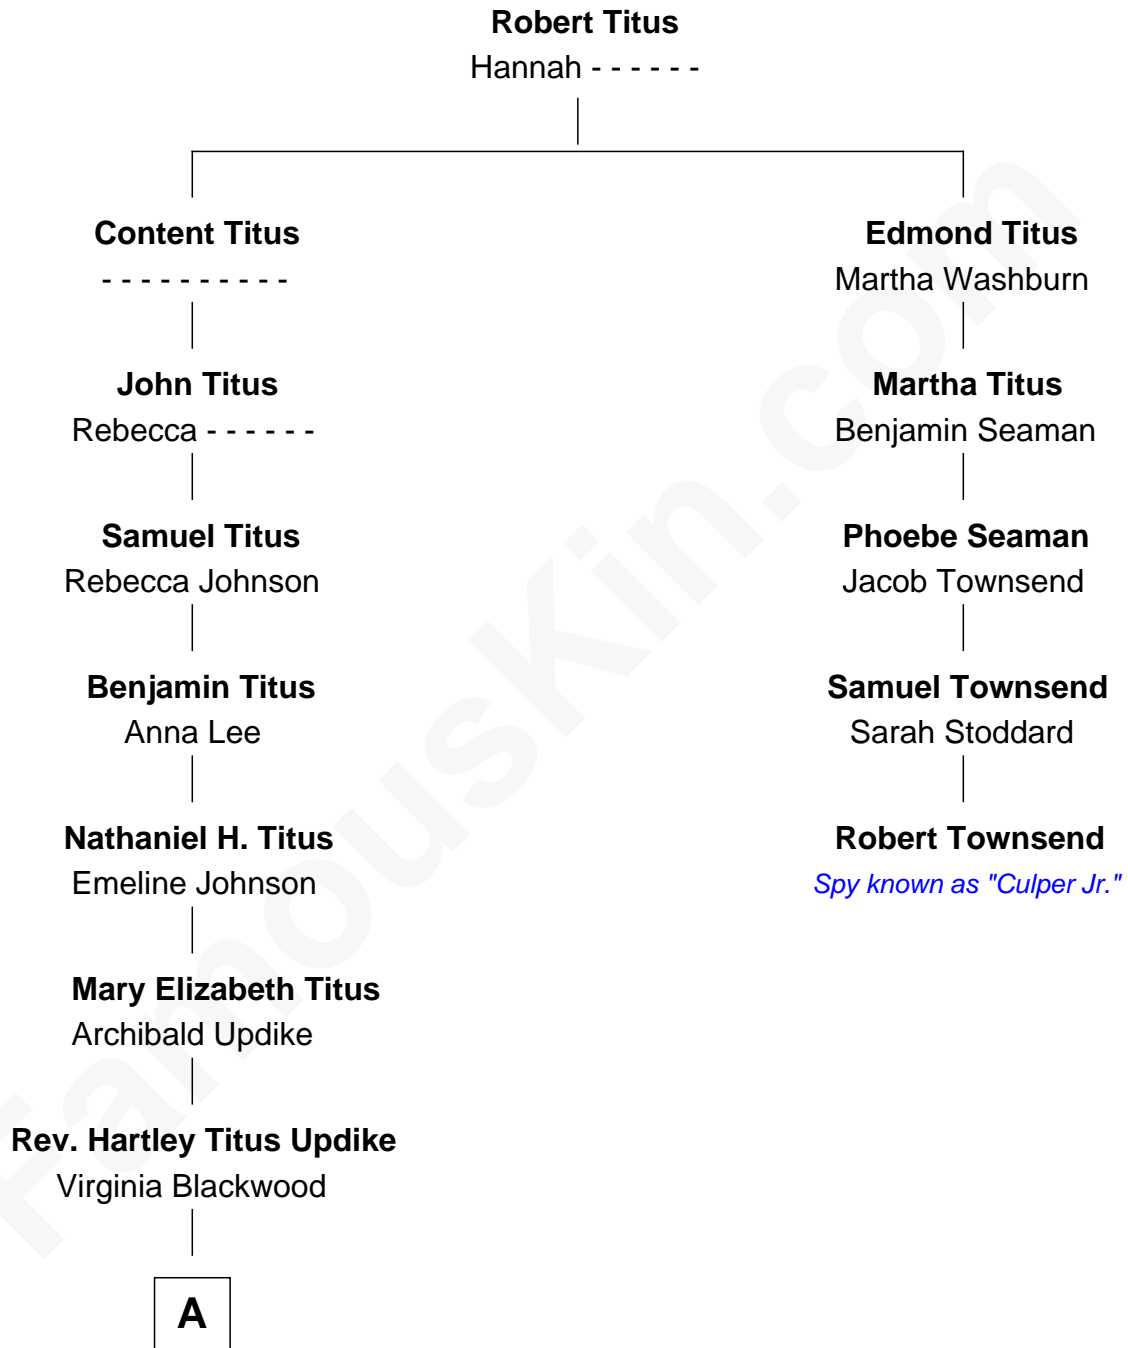 Robert Titus
Hannah - - - - - -
Content Titus
- - - - - - - - - -
John Titus
Rebecca - - - - - -
Samuel Titus
Rebecca Johnson
Benjamin Titus
Anna Lee
Nathaniel H. Titus
Emeline Johnson
Mary Elizabeth Titus
Archibald Updike
Rev. Hartley Titus Updike
Virginia Blackwood
A
Edmond Titus
Martha Washburn
Martha Titus
Benjamin Seaman
Phoebe Seaman
Jacob Townsend
Samuel Townsend
Sarah Stoddard
Robert Townsend
Spy known as "Culper Jr."
FamousKin.com